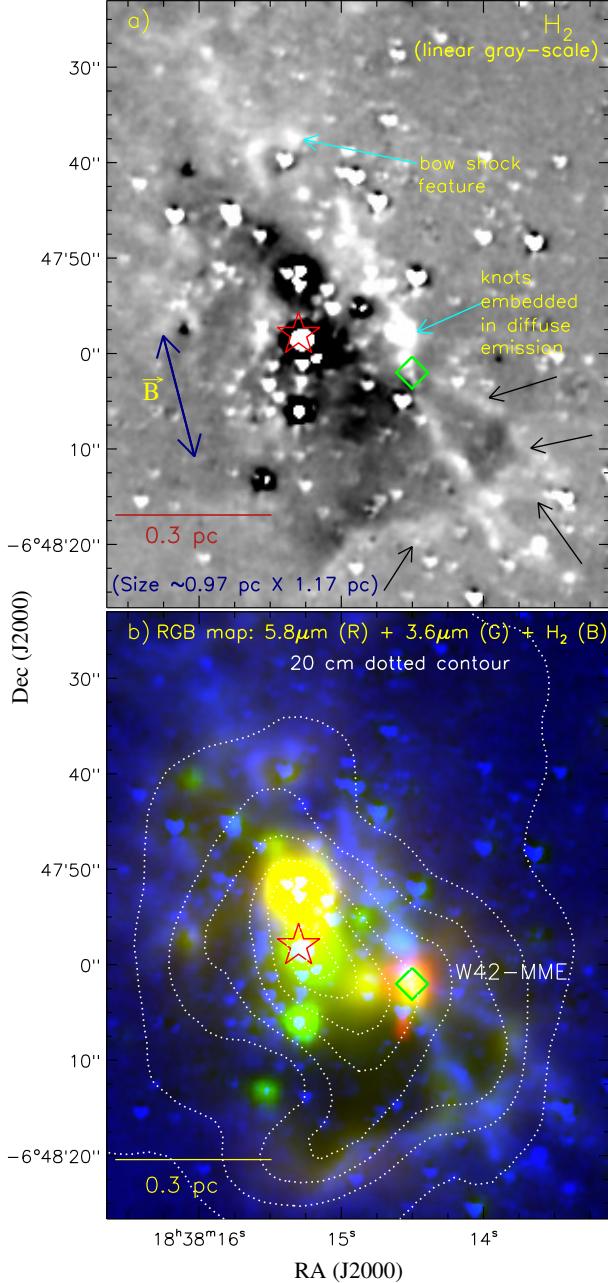 a)
H₂
(linear gray-scale)
30''
40''
bow shock
feature
47'50''
knots
embedded
in diffuse
emission
0''
B
10''
0.3 pc
-6°48'20''
(Size ~0.97 pc X 1.17 pc)
Dec (J2000)
b) RGB map: 5.8μm (R) + 3.6μm (G) + H₂ (B)
20 cm dotted contour
30''
40''
47'50''
W42-MME
0''
10''
-6°48'20''
0.3 pc
18ʰ38ᵐ16ˢ
15ˢ
14ˢ
RA (J2000)